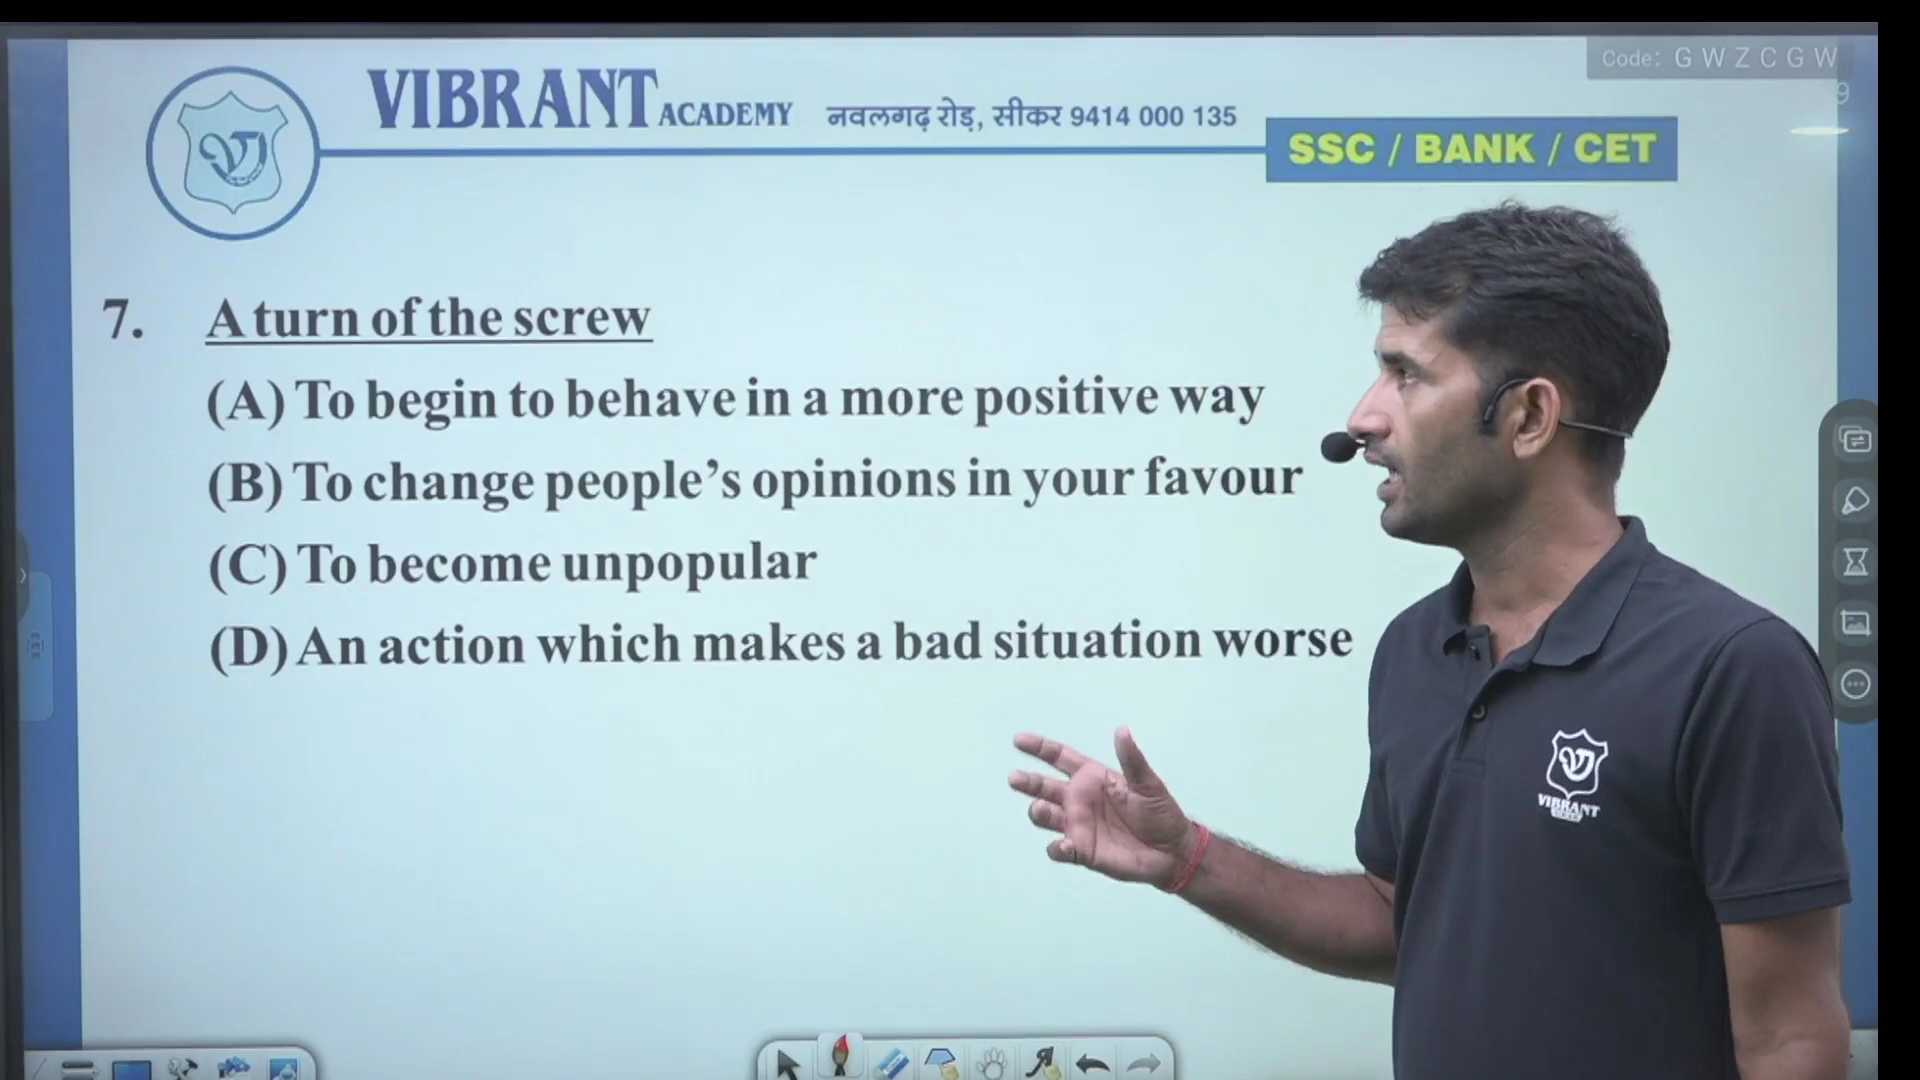 Code: G W Z C G W
9
VIBRANT ACADEMY नवलगढ़ रोड़, सीकर 9414 000 135
SSC / BANK / CET
7. A turn of the screw
(A) To begin to behave in a more positive way
(B) To change people's opinions in your favour
(C) To become unpopular
(D) An action which makes a bad situation worse
VIBRANT